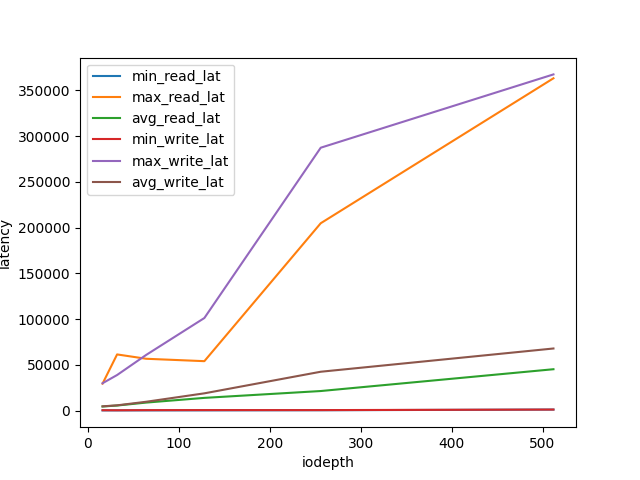 min_read_lat
max_read_lat
avg_read_lat
min_write_lat
max_write_lat
avg_write_lat
350000
300000
250000
200000
150000
100000
50000
0
latency
0 100 200 300 400 500
iodepth